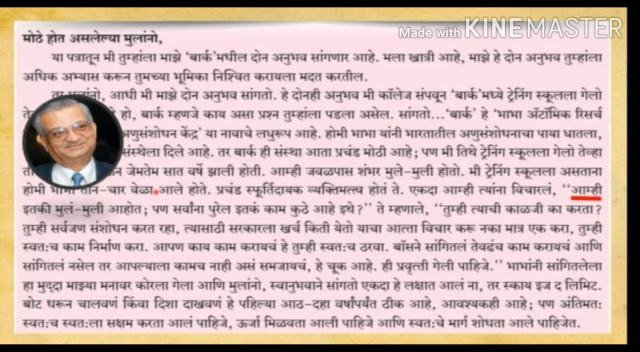 Made with KINEMASTER
मोठे होत असलेल्या मुलांनो,
या पत्रातून मी तुम्हांला माझे ‘बार्क’मधील दोन अनुभव सांगणार आहे. मला खात्री आहे, माझे हे दोन अनुभव तुम्हांला
अधिक अभ्यास करून तुमच्या भूमिका निश्चित करायला मदत करतील.
आधी मी माझे दोन अनुभव सांगतो. हे दोनही अनुभव मी कॉलेज संपवून ‘बार्क’मध्ये ट्रेनिंग स्कूलला गेलो
हो, बार्क म्हणजे काय असा प्रश्न तुम्हांला पडला असेल. सांगतो...‘बार्क’ हे ‘भाभा ॲटॉमिक रिसर्च
अणुसंशोधन केंद्र’ या नावाचे लघुरूप आहे. होमी भाभा यांनी भारतातील अणुसंशोधनाचा पाया घातला,
संस्थेला दिले आहे. तर बार्क ही संस्था आता प्रचंड मोठी आहे; पण मी तिथे ट्रेनिंग स्कूलला गेलो तेव्हा
जेमतेम सात वर्षे झाली होती. आम्ही जवळपास शंभर मुले-मुली होतो. मी ट्रेनिंग स्कूलला असताना
होमी भाभा तीन-चार वेळा आले होते. प्रचंड स्फूर्तिदायक व्यक्तिमत्त्व होतं ते. एकदा आम्ही त्यांना विचारलं, ‘‘आम्ही
इतकी मुलं-मुली आहोत; पण सर्वांना पुरेल इतकं काम कुठे आहे इथे?’’ ते म्हणाले, ‘‘तुम्ही त्याची काळजी का करता?
तुम्ही सर्वजण संशोधन करत रहा, त्यासाठी सरकारला खर्च किती येतो याचा आत्ता विचार करू नका मात्र एक करा, तुम्ही
स्वत:च काम निर्माण करा. आपण काय काम करायचं हे तुम्ही स्वत:च ठरवा. बॉसने सांगितलं तेवढंच काम करायचं आणि
सांगितलं नसेल तर आपल्याला कामच नाही असं समजायचं, हे चूक आहे. ही प्रवृत्ती गेली पाहिजे.’’ भाभांनी सांगितलेला
हा मुद्दा माझ्या मनावर कोरला गेला आणि मुलांनो, स्वानुभवाने सांगतो एकदा हे लक्षात आलं ना, तर स्काय इज द लिमिट.
बोट धरून चालवणं किंवा दिशा दाखवणं हे पहिल्या आठ-दहा वर्षांपर्यंत ठीक आहे, आवश्यकही आहे; पण अंतिमत:
स्वत:च स्वत:ला सक्षम करता आलं पाहिजे, ऊर्जा मिळवता आली पाहिजे आणि स्वत:चे मार्ग शोधता आले पाहिजेत.